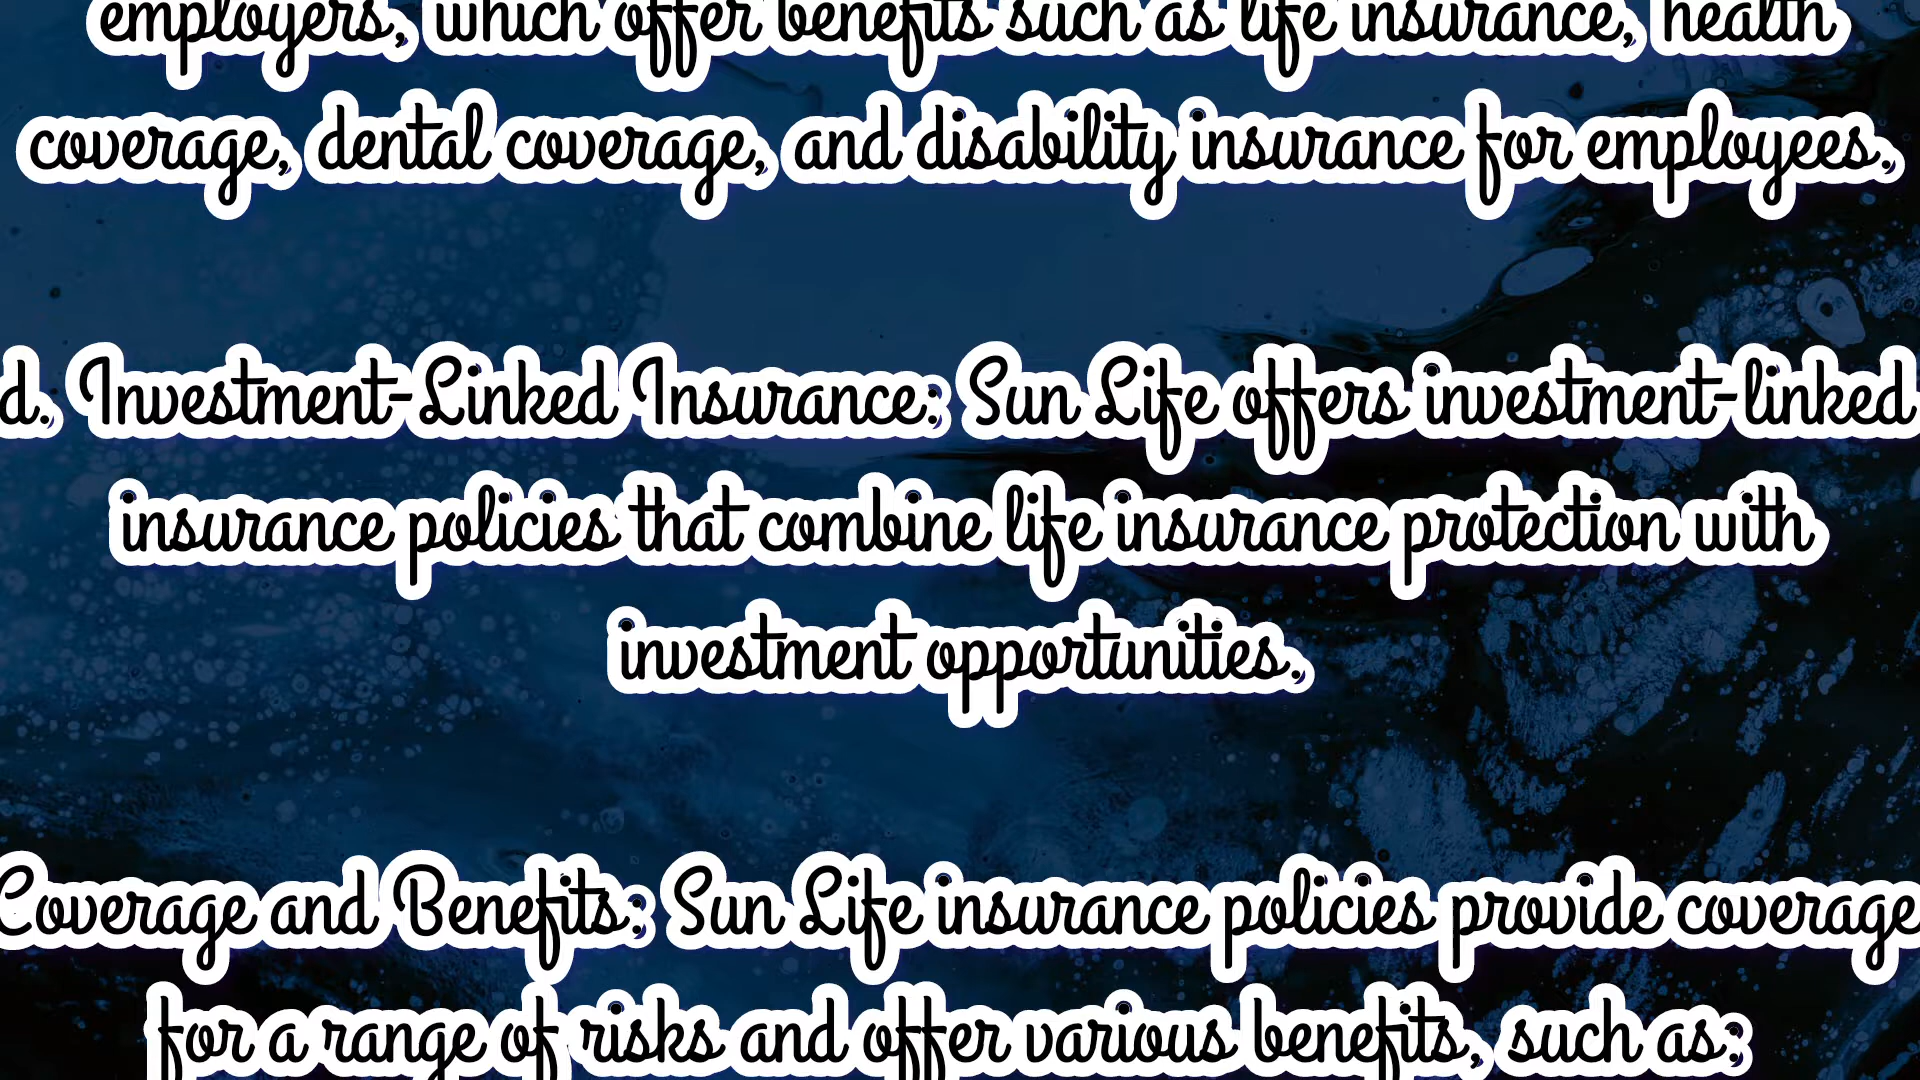 employers, which offer benefits such as life insurance, health
coverage, dental coverage, and disability insurance for employees.
d. Investment-Linked Insurance: Sun Life offers investment-linked
insurance policies that combine life insurance protection with
investment opportunities.
Coverage and Benefits: Sun Life insurance policies provide coverage
for a range of risks and offer various benefits, such as: